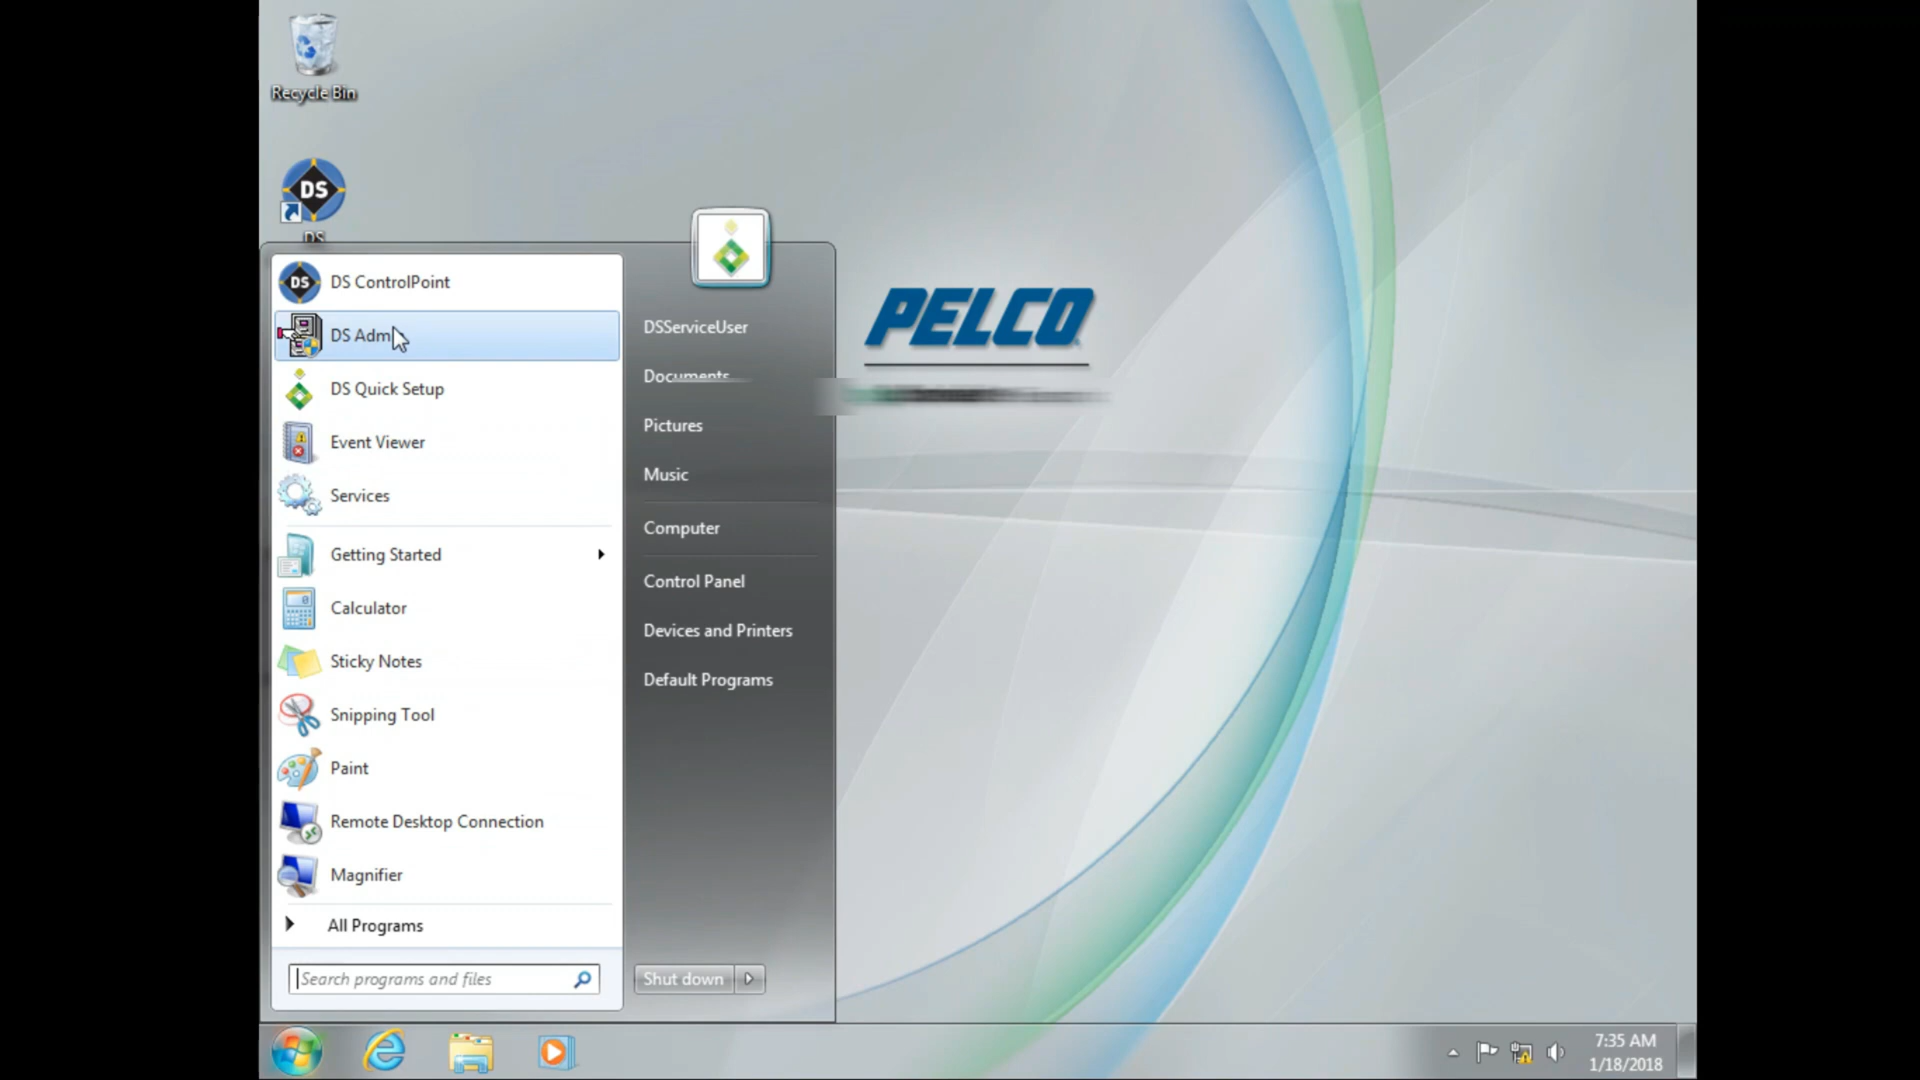 Recycle Bin
DS
DS
DS
DS ControlPoint
DS Adm
DS Quick Setup
Event Viewer
Services
Getting Started
Calculator
Sticky Notes
Snipping Tool
Paint
Remote Desktop Connection
Magnifier
All Programs
Search programs and files
DSServiceUser
Documents
Pictures
Music
Computer
Control Panel
Devices and Printers
Default Programs
Shut down
PELCO
7:35 AM
1/18/2018